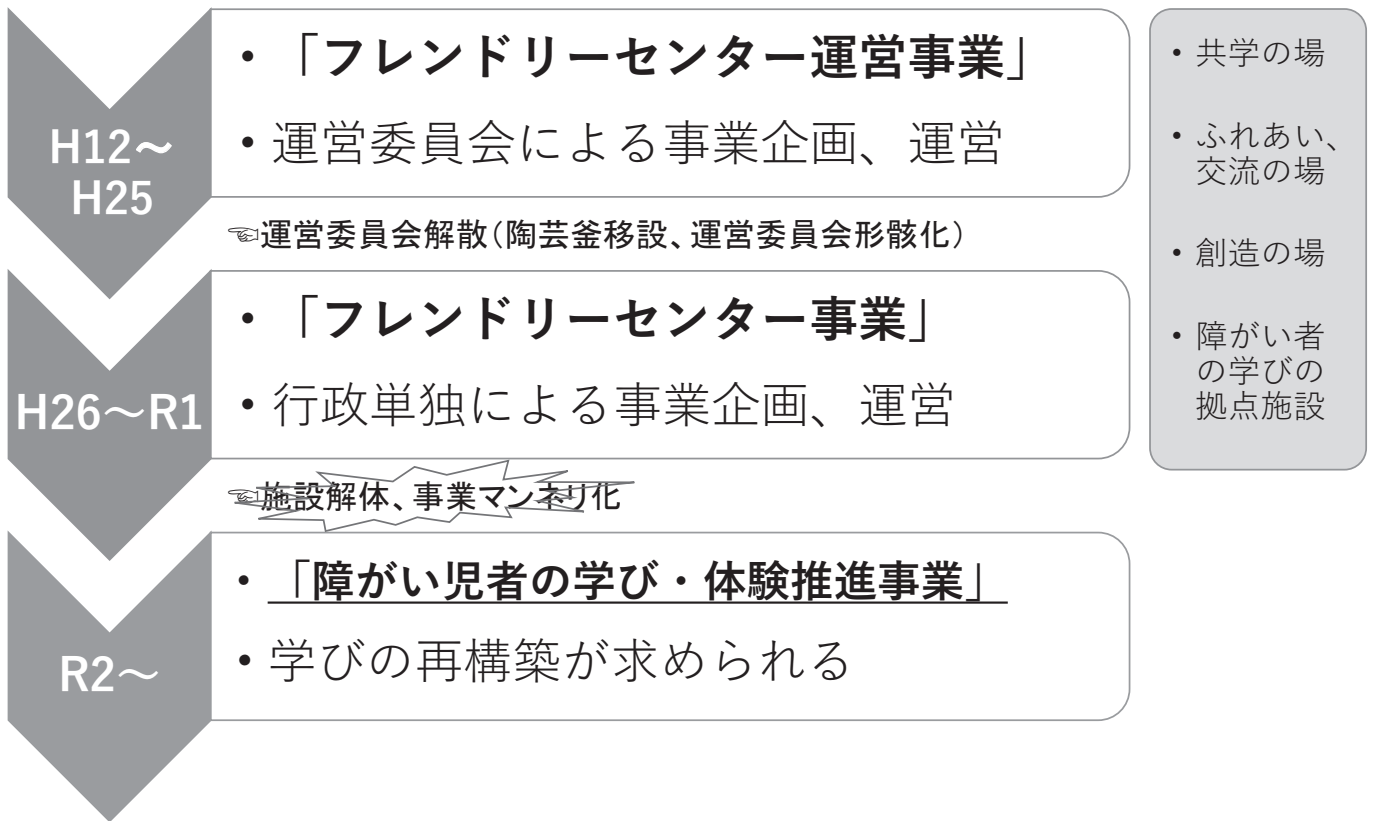 H12～
H25
・「フレンドリーセンター運営事業」
・運営委員会による事業企画、運営
☜運営委員会解散（陶芸釜移設、運営委員会形骸化）
H26～R1
・「フレンドリーセンター事業」
・行政単独による事業企画、運営
☜施設解体、事業マンネリ化
R2～
・「障がい児者の学び・体験推進事業」
・学びの再構築が求められる
・共学の場
・ふれあい、
交流の場
・創造の場
・障がい者
の学びの
拠点施設